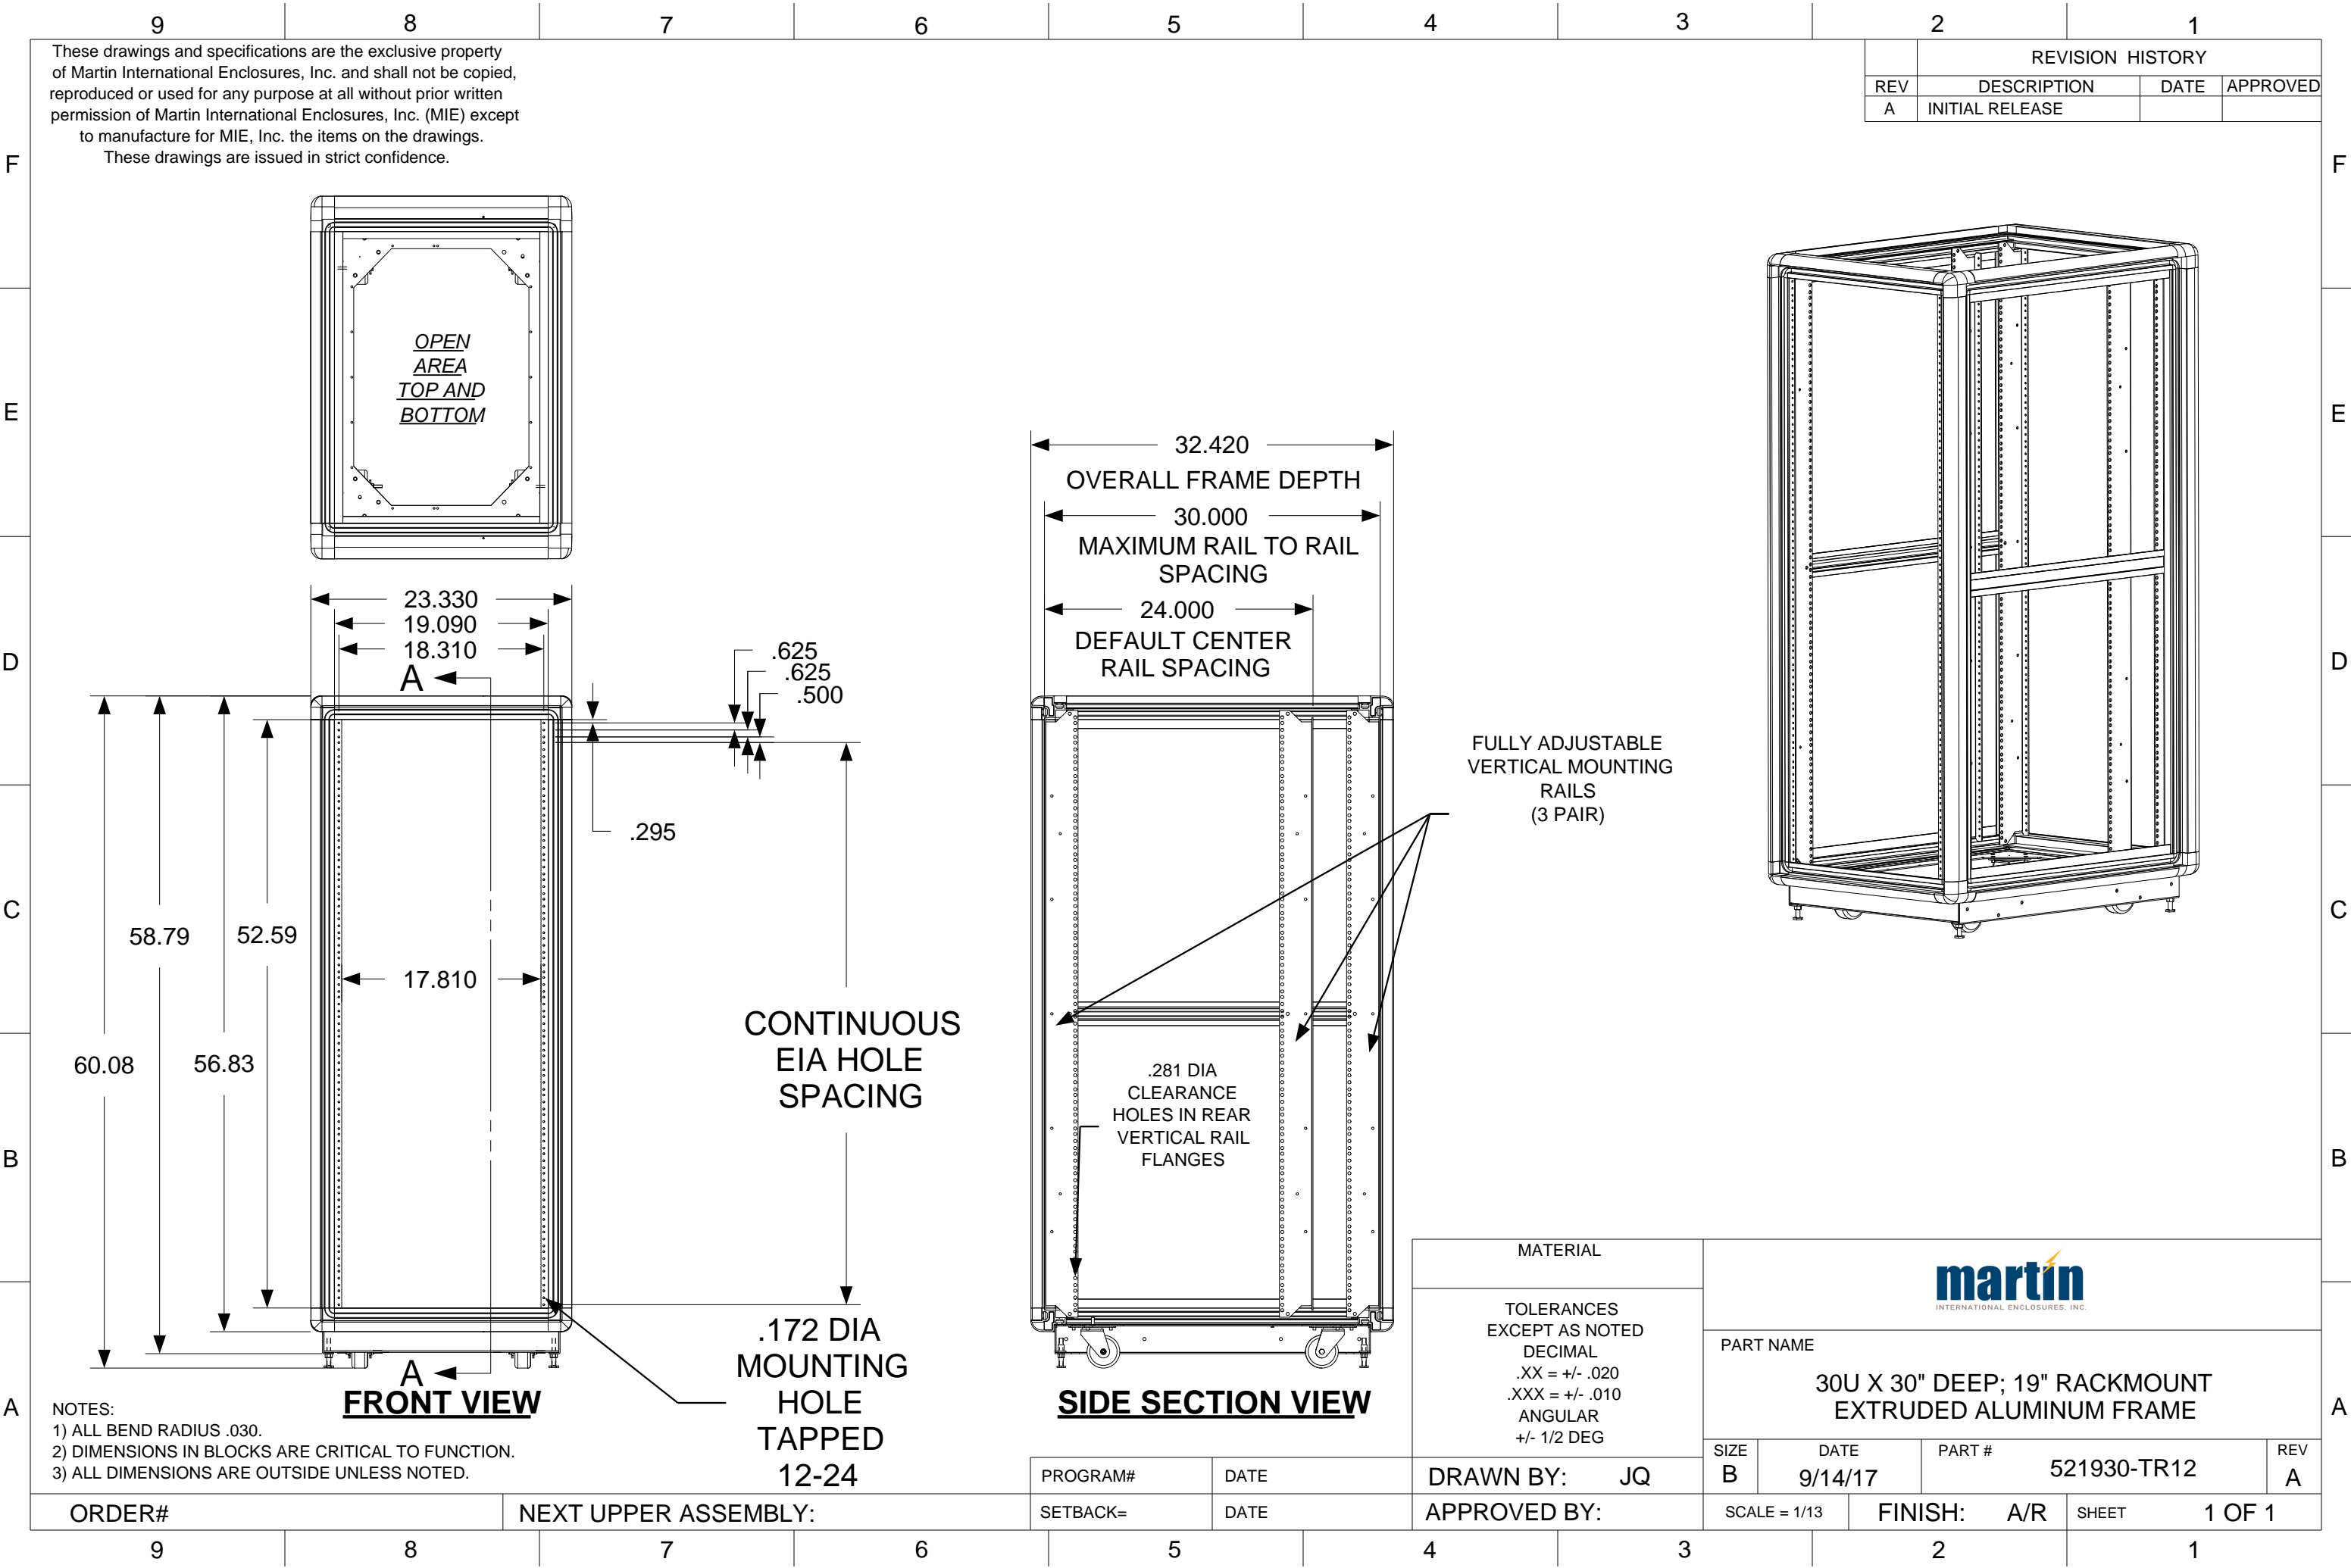 9 8 7 6 5 4 3 2 1
These drawings and specifications are the exclusive property
of Martin International Enclosures, Inc. and shall not be copied,
reproduced or used for any purpose at all without prior written
permission of Martin International Enclosures, Inc. (MIE) except
to manufacture for MIE, Inc. the items on the drawings.
These drawings are issued in strict confidence.
REVISION HISTORY
REV DESCRIPTION DATE APPROVED
A INITIAL RELEASE
F F
E E
D D
C C
B B
A A
OPEN
AREA
TOP AND
BOTTOM
23.330
19.090
18.310
A
.625
.625
.500
.295
58.79
52.59
17.810
60.08
56.83
CONTINUOUS
EIA HOLE
SPACING
.172 DIA
MOUNTING
HOLE
TAPPED
12-24
A
FRONT VIEW
32.420
OVERALL FRAME DEPTH
30.000
MAXIMUM RAIL TO RAIL
SPACING
24.000
DEFAULT CENTER
RAIL SPACING
FULLY ADJUSTABLE
VERTICAL MOUNTING
RAILS
(3 PAIR)
.281 DIA
CLEARANCE
HOLES IN REAR
VERTICAL RAIL
FLANGES
SIDE SECTION VIEW
NOTES:
1) ALL BEND RADIUS .030.
2) DIMENSIONS IN BLOCKS ARE CRITICAL TO FUNCTION.
3) ALL DIMENSIONS ARE OUTSIDE UNLESS NOTED.
ORDER#
NEXT UPPER ASSEMBLY:
PROGRAM# DATE
SETBACK= DATE
MATERIAL
TOLERANCES
EXCEPT AS NOTED
DECIMAL
.XX = +/- .020
.XXX = +/- .010
ANGULAR
+/- 1/2 DEG
DRAWN BY: JQ
APPROVED BY:
martin
INTERNATIONAL ENCLOSURES, INC.
PART NAME
30U X 30" DEEP; 19" RACKMOUNT
EXTRUDED ALUMINUM FRAME
SIZE DATE PART # REV
B 9/14/17 521930-TR12 A
SCALE = 1/13 FINISH: A/R SHEET 1 OF 1
9 8 7 6 5 4 3 2 1